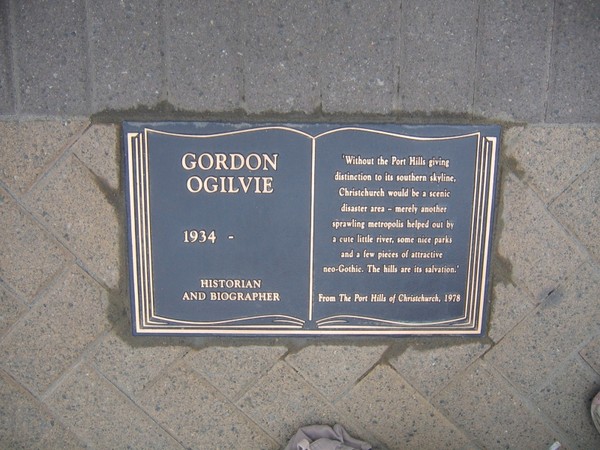 GORDON
OGILVIE
1934 -
HISTORIAN
AND BIOGRAPHER
'Without the Port Hills giving
distinction to its southern skyline,
Christchurch would be a scenic
disaster area - merely another
sprawling metropolis helped out by
a cute little river, some nice parks
and a few pieces of attractive
neo-Gothic. The hills are its salvation.'
From The Port Hills of Christchurch, 1978